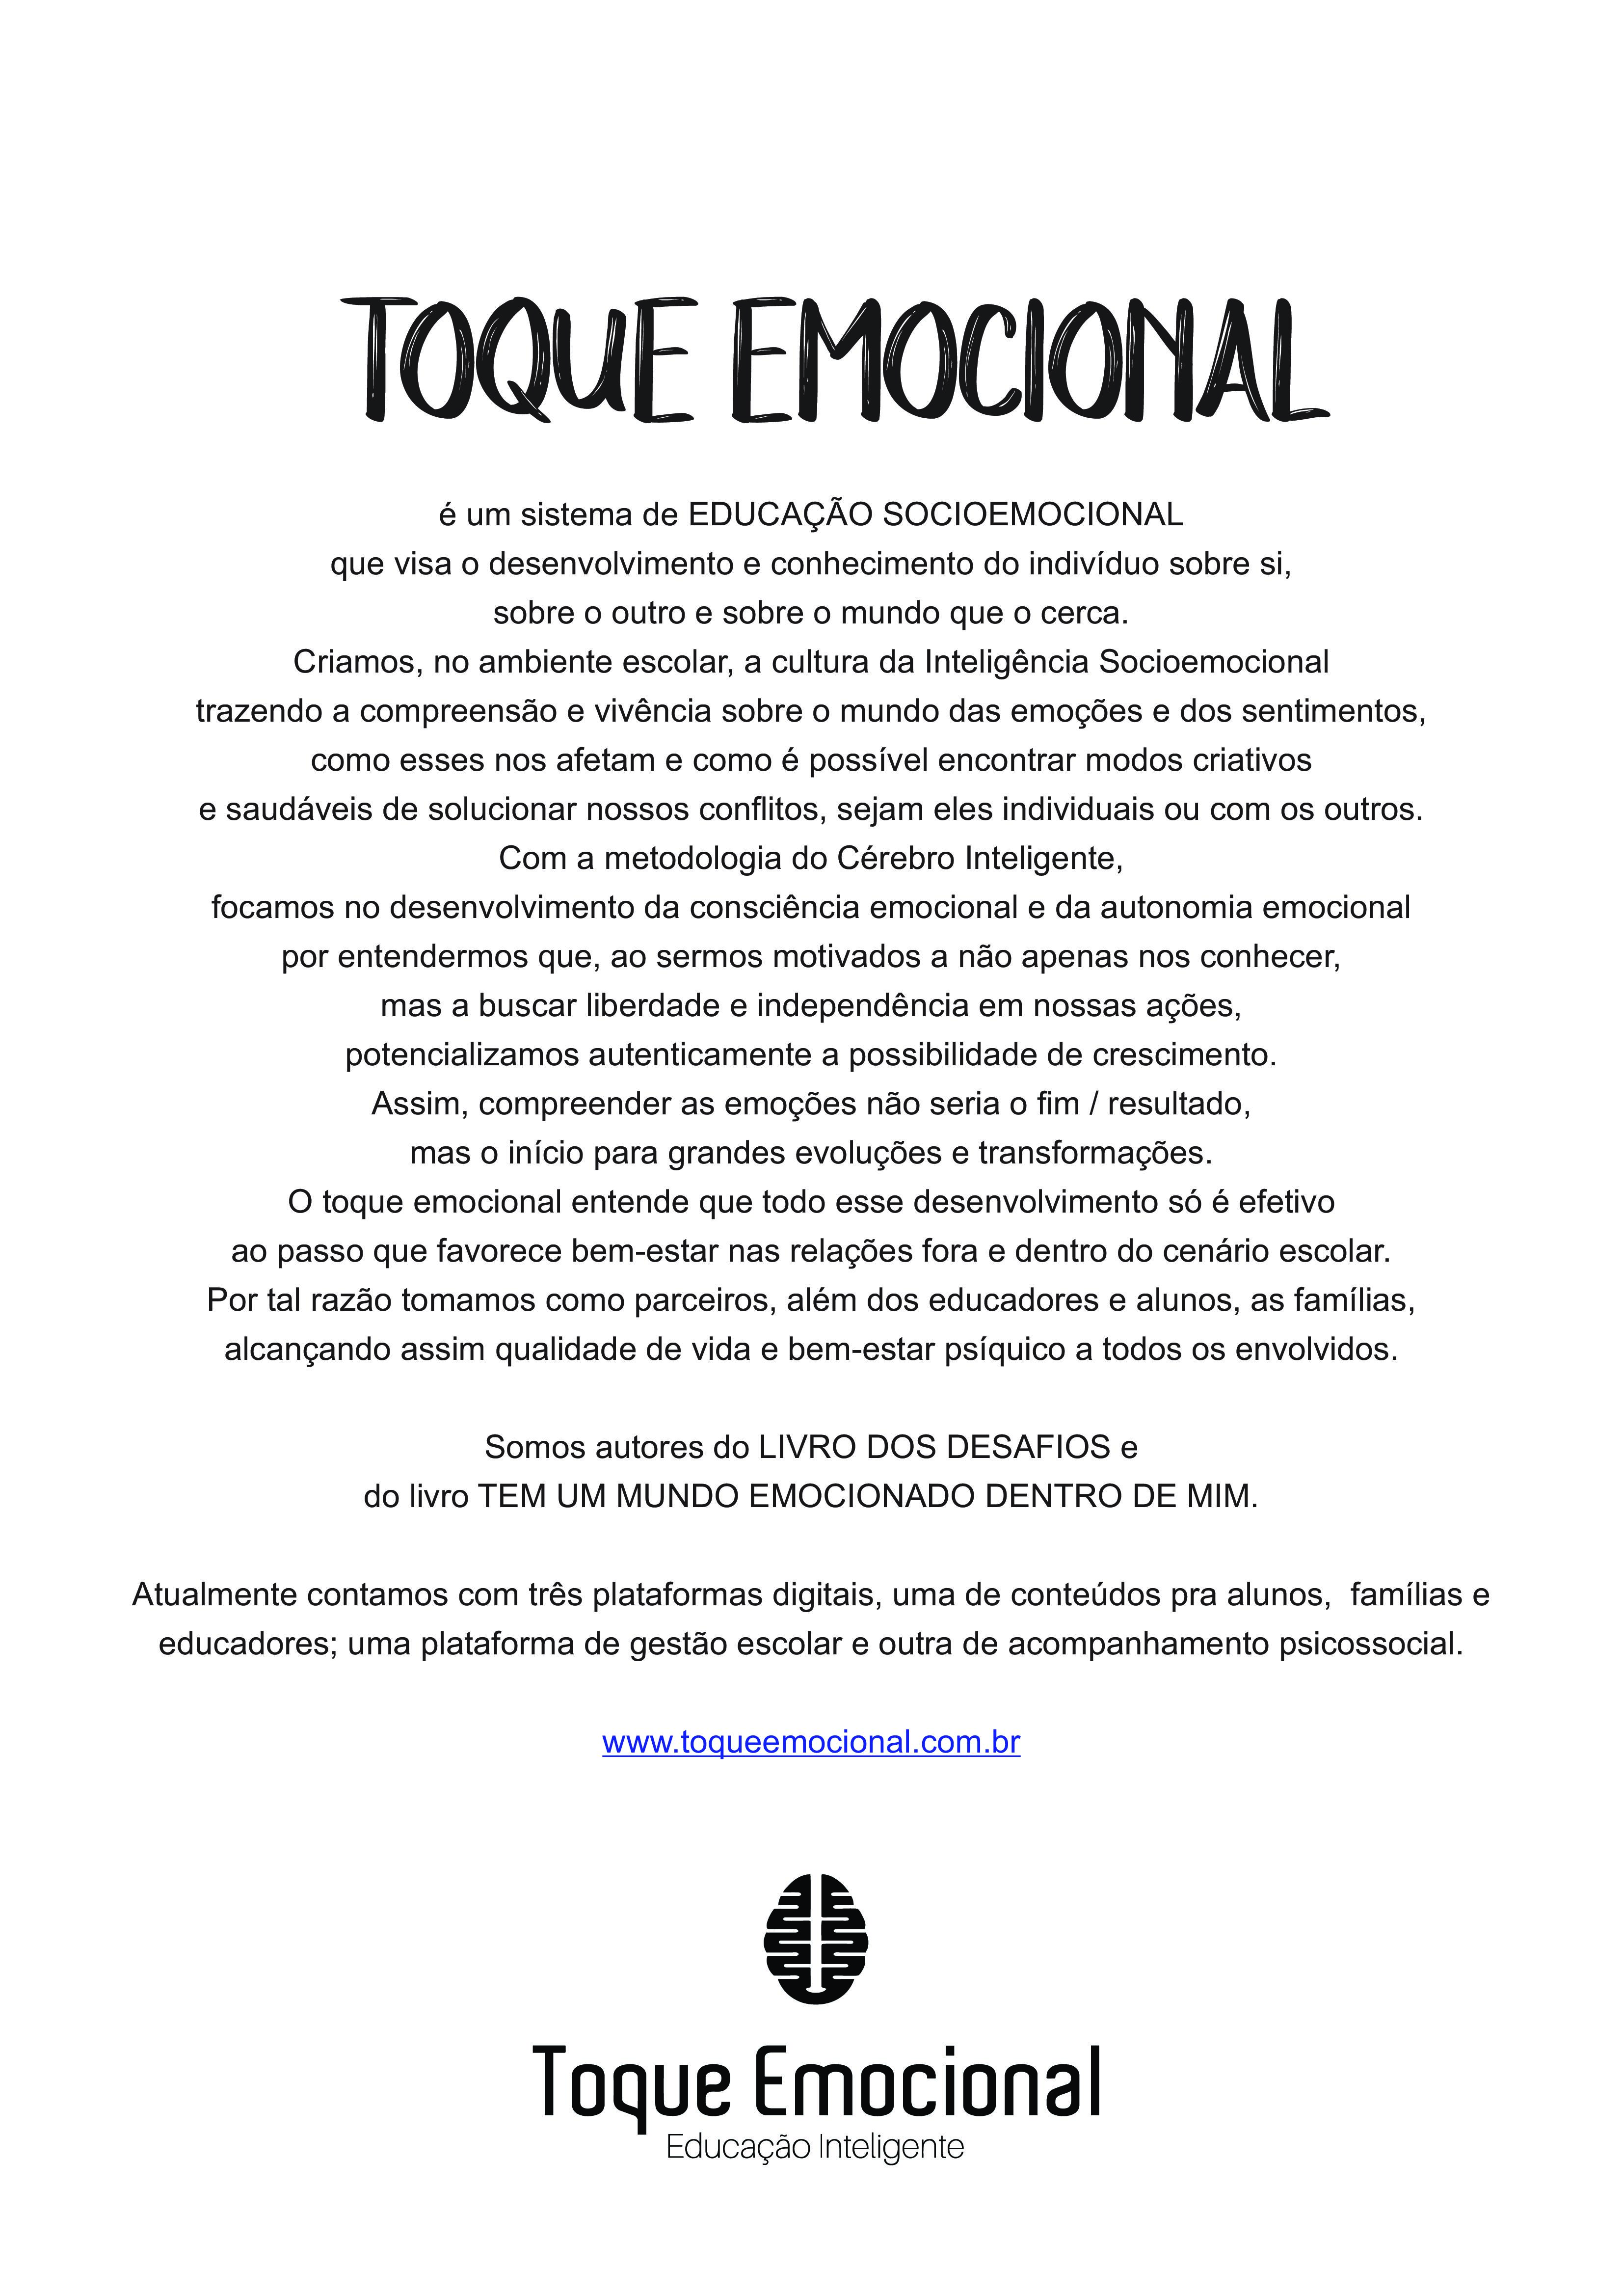 TOQUE EMOCIONAL
é um sistema de EDUCAÇÃO SOCIOEMOCIONAL
que visa o desenvolvimento e conhecimento do indivíduo sobre si,
sobre o outro e sobre o mundo que o cerca.
Criamos, no ambiente escolar, a cultura da Inteligência Socioemocional
trazendo a compreensão e vivência sobre o mundo das emoções e dos sentimentos,
como esses nos afetam e como é possível encontrar modos criativos
e saudáveis de solucionar nossos conflitos, sejam eles individuais ou com os outros.
Com a metodologia do Cérebro Inteligente,
focamos no desenvolvimento da consciência emocional e da autonomia emocional
por entendermos que, ao sermos motivados a não apenas nos conhecer,
mas a buscar liberdade e independência em nossas ações,
potencializamos autenticamente a possibilidade de crescimento.
Assim, compreender as emoções não seria o fim / resultado,
mas o início para grandes evoluções e transformações.
O toque emocional entende que todo esse desenvolvimento só é efetivo
ao passo que favorece bem-estar nas relações fora e dentro do cenário escolar.
Por tal razão tomamos como parceiros, além dos educadores e alunos, as famílias,
alcançando assim qualidade de vida e bem-estar psíquico a todos os envolvidos.
Somos autores do LIVRO DOS DESAFIOS e
do livro TEM UM MUNDO EMOCIONADO DENTRO DE MIM.
Atualmente contamos com três plataformas digitais, uma de conteúdos pra alunos,  famílias e
educadores; uma plataforma de gestão escolar e outra de acompanhamento psicossocial.
www.toqueemocional.com.br
Toque Emocional
Educação Inteligente